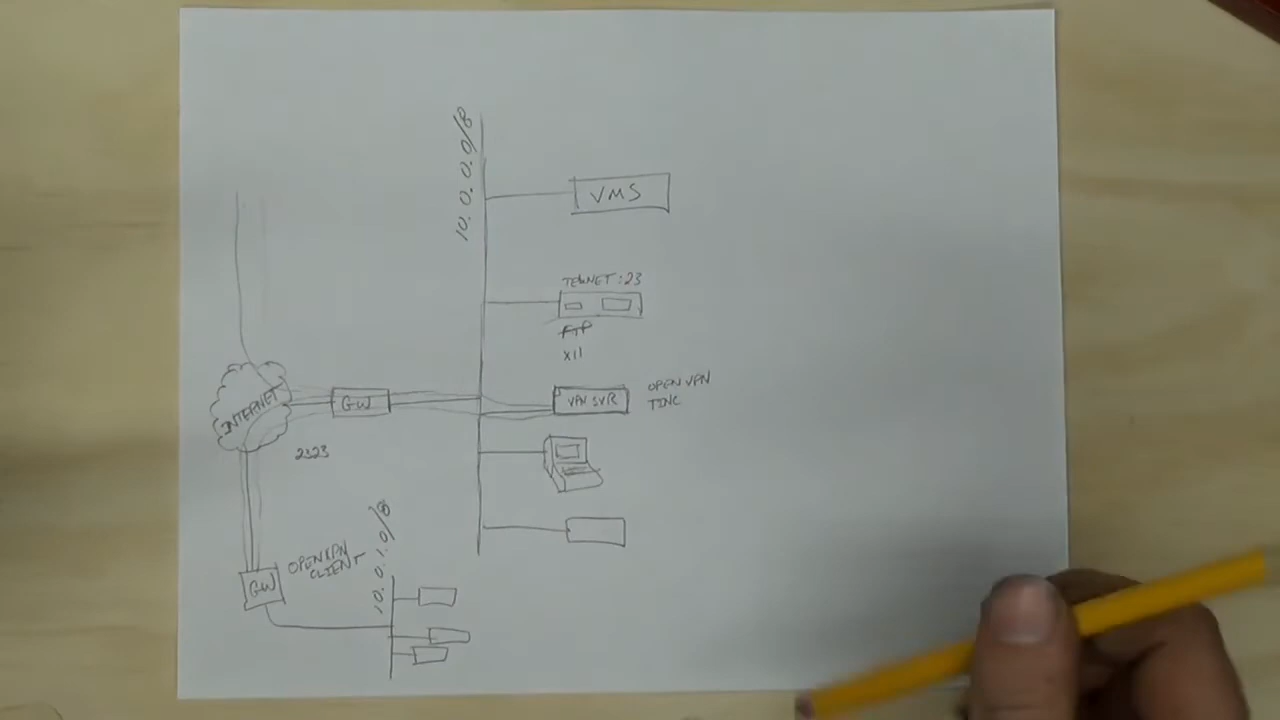 10.0.0.0/8
VMS
TELNET:23
FTP
X11
INTERNET
GW
VPN SVR
OPEN VPN
TINC
2323
GW
OPENVPN
CLIENT
10.0.1.0/8